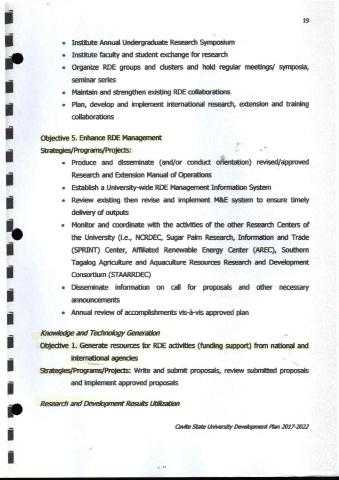 19
• Institute Annual Undergraduate Research Symposium
• Institute faculty and student exchange for research
• Organize RDE groups and clusters and hold regular meetings/ symposia,
seminar series
• Maintain and strengthen existing RDE collaborations
• Plan, develop and implement international research, extension and training
collaborations
Objective 5. Enhance RDE Management
Strategies/Programs/Projects:
• Produce and disseminate (and/or conduct orientation) revised/approved
Research and Extension Manual of Operations
• Establish a University-wide RDE Management Information System
• Review existing then revise and implement M&E system to ensure timely
delivery of outputs
• Monitor and coordinate with the activities of the other Research Centers of
the University (i.e., NCRDEC, Sugar Palm Research, Information and Trade
(SPRINT) Center, Affiliated Renewable Energy Center (AREC), Southern
Tagalog Agriculture and Aquaculture Resources Research and Development
Consortium (STAARRDEC)
• Disseminate information on call for proposals and other necessary
announcements
• Annual review of accomplishments vis-à-vis approved plan
Knowledge and Technology Generation
Objective 1. Generate resources for RDE activities (funding support) from national and
international agencies
Strategies/Programs/Projects: Write and submit proposals, review submitted proposals
and implement approved proposals
Research and Development Results Utilization
Cavite State University Development Plan 2017-2022